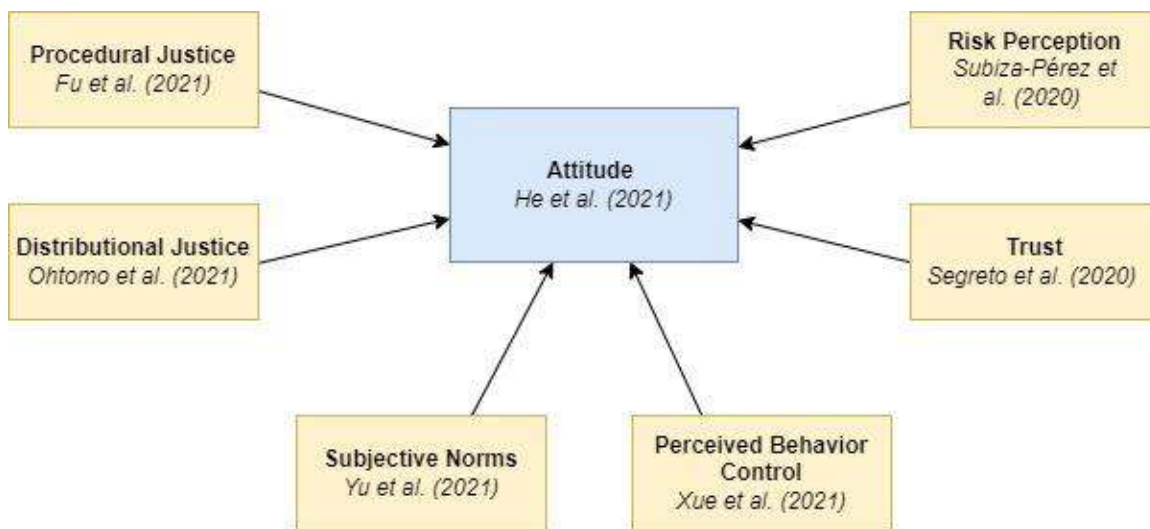 Procedural Justice
Fu et al. (2021)
Risk Perception
Subiza-Pérez et
al. (2020)
Attitude
He et al. (2021)
Distributional Justice
Ohtomo et al. (2021)
Trust
Segreto et al. (2020)
Subjective Norms
Yu et al. (2021)
Perceived Behavior
Control
Xue et al. (2021)